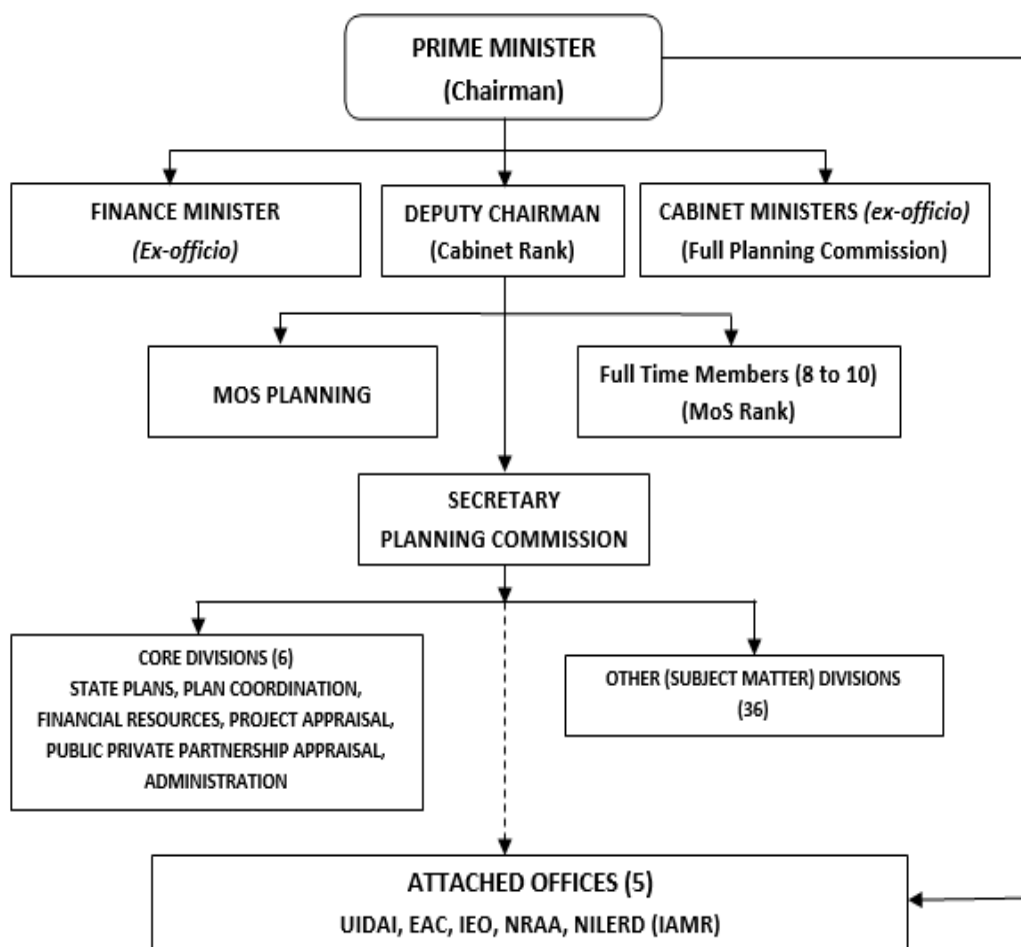 PRIME MINISTER
(Chairman)
FINANCE MINISTER
(Ex-officio)
DEPUTY CHAIRMAN
(Cabinet Rank)
CABINET MINISTERS (ex-officio)
(Full Planning Commission)
MOS PLANNING
Full Time Members (8 to 10)
(MoS Rank)
SECRETARY
PLANNING COMMISSION
CORE DIVISIONS (6)
STATE PLANS, PLAN COORDINATION,
FINANCIAL RESOURCES, PROJECT APPRAISAL,
PUBLIC PRIVATE PARTNERSHIP APPRAISAL,
ADMINISTRATION
OTHER (SUBJECT MATTER) DIVISIONS
(36)
ATTACHED OFFICES (5)
UIDAI, EAC, IEO, NRAA, NILERD (IAMR)